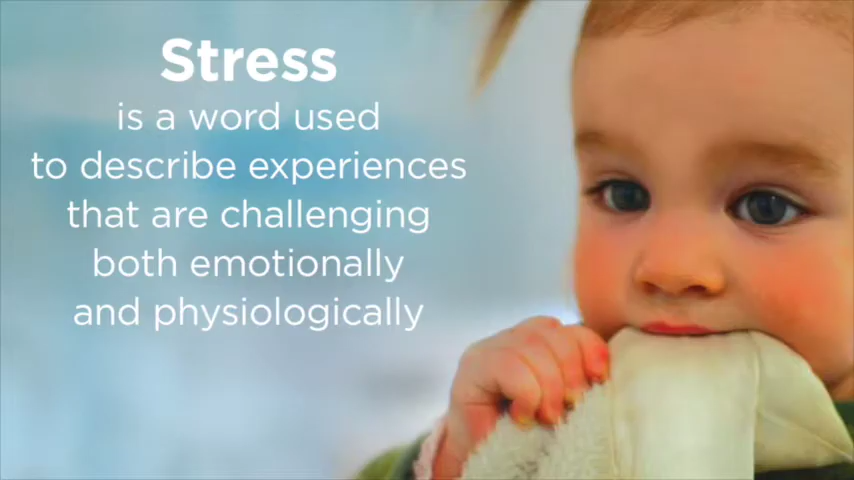 Stress
is a word used
to describe experiences
that are challenging
both emotionally
and physiologically